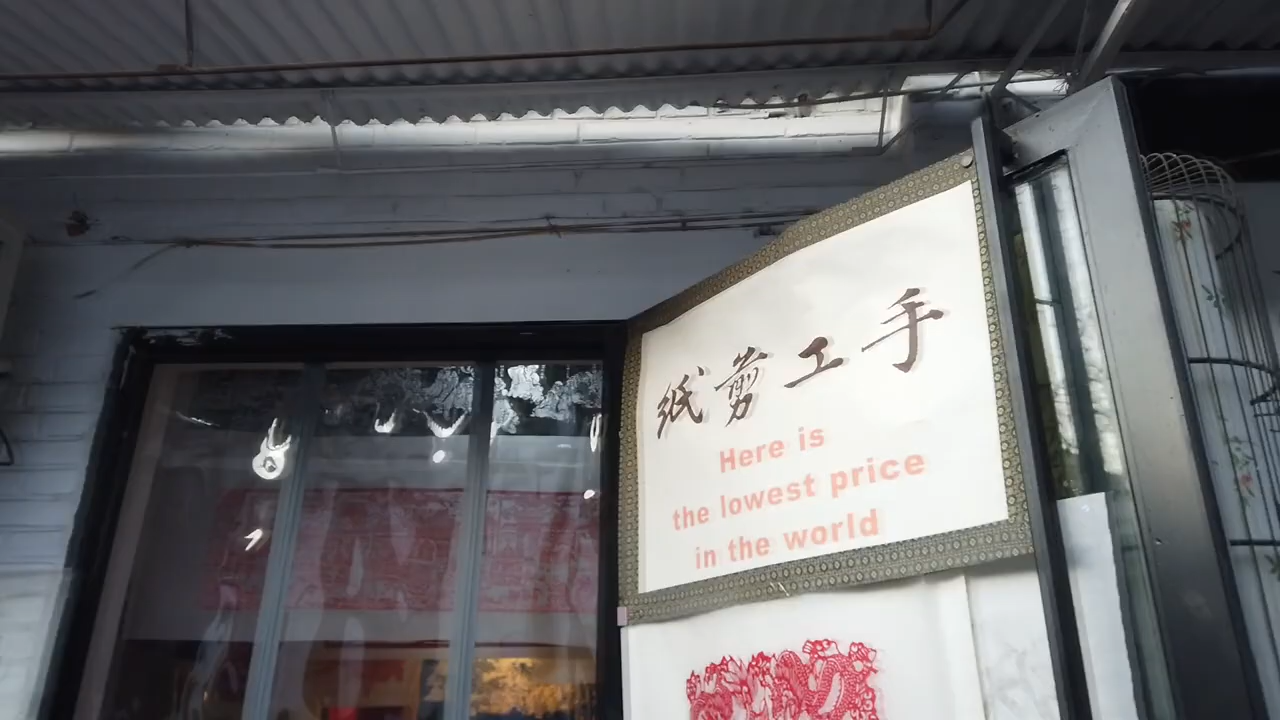 纸剪工手
Here is
the lowest price
in the world